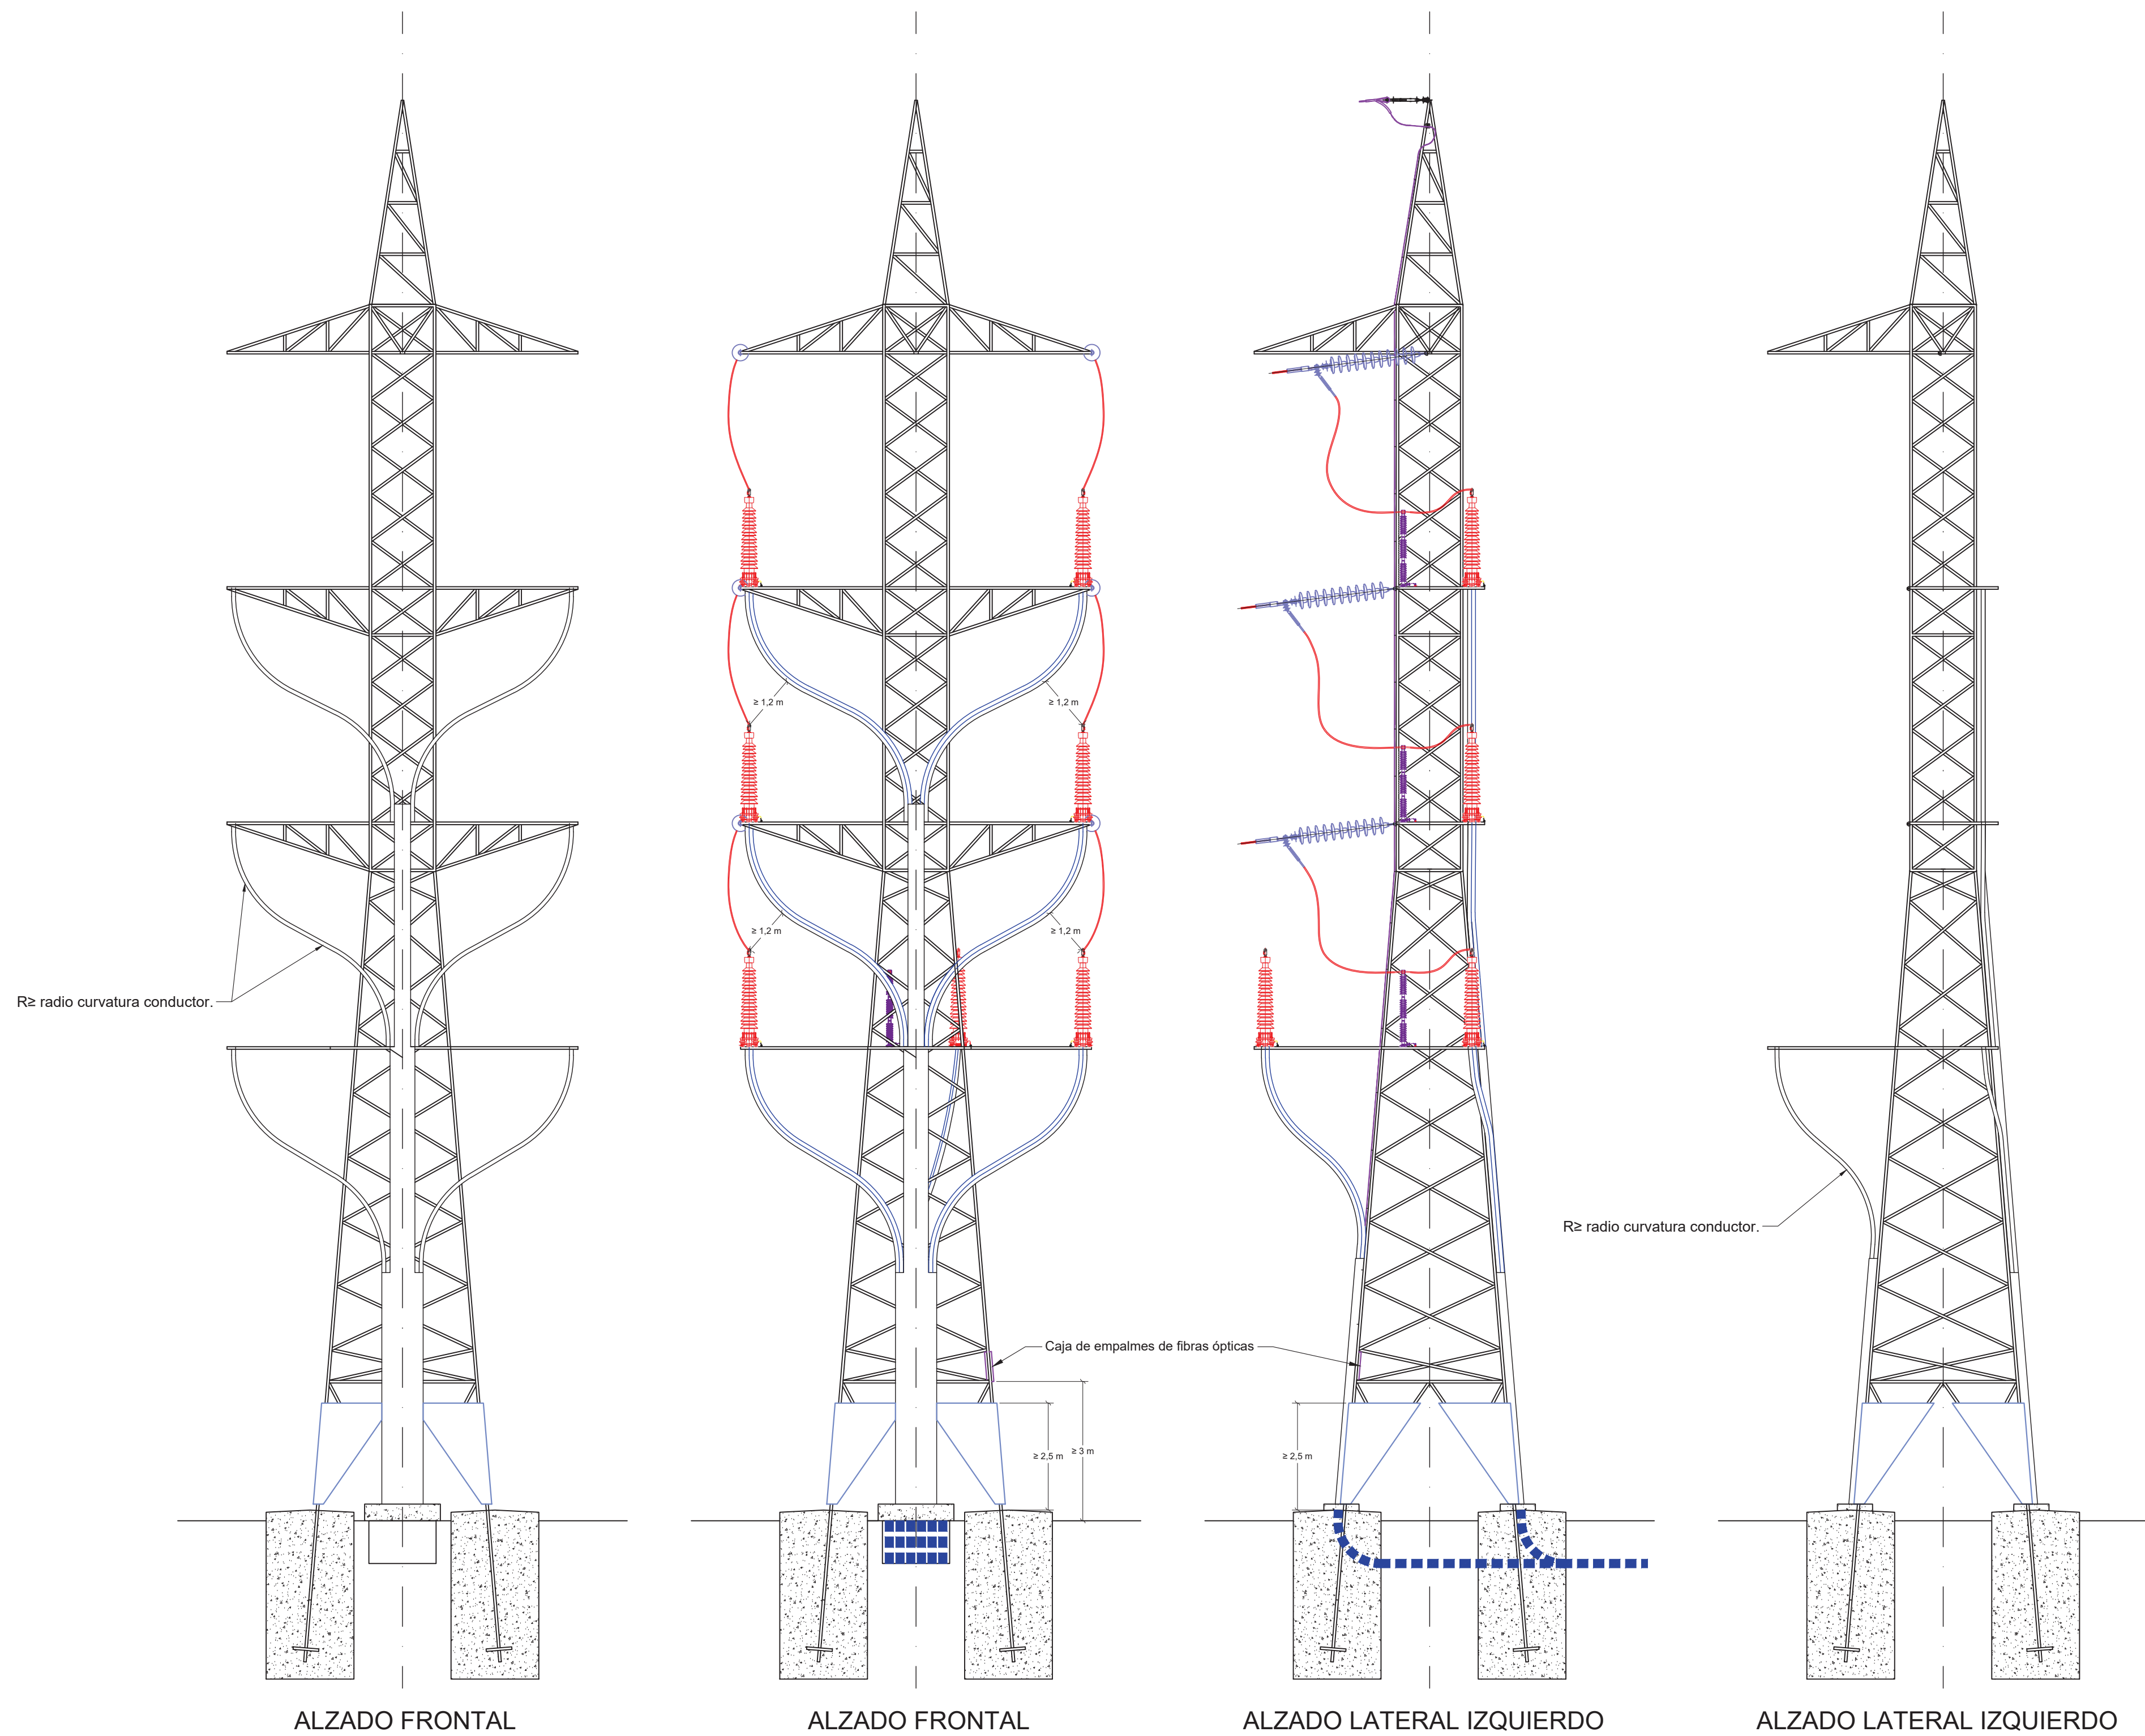 ≥ 1,2 m
≥ 1,2 m
≥ 1,2 m
≥ 1,2 m
R≥ radio curvatura conductor.
R≥ radio curvatura conductor.
Caja de empalmes de fibras ópticas
≥ 2,5 m
≥ 3 m
≥ 2,5 m
ALZADO FRONTAL
ALZADO FRONTAL
ALZADO LATERAL IZQUIERDO
ALZADO LATERAL IZQUIERDO